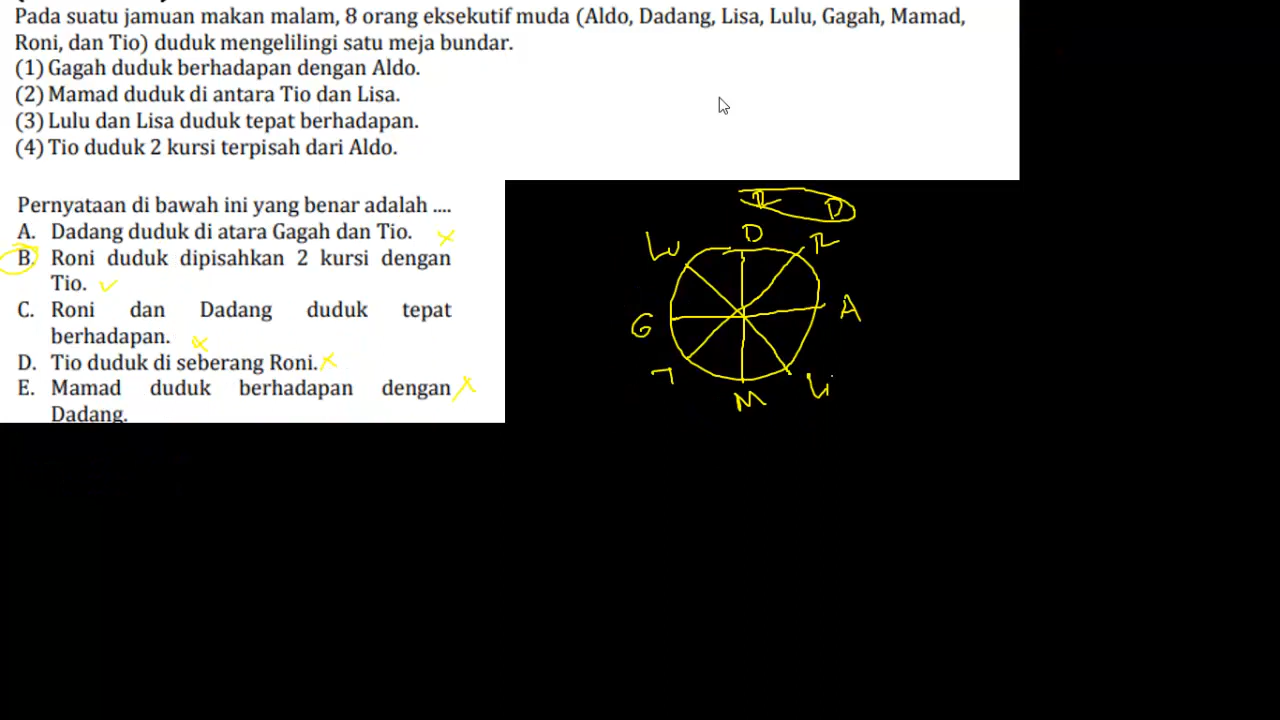 Pada suatu jamuan makan malam, 8 orang eksekutif muda (Aldo, Dadang, Lisa, Lulu, Gagah, Mamad,
Roni, dan Tio) duduk mengelilingi satu meja bundar.
(1) Gagah duduk berhadapan dengan Aldo.
(2) Mamad duduk di antara Tio dan Lisa.
(3) Lulu dan Lisa duduk tepat berhadapan.
(4) Tio duduk 2 kursi terpisah dari Aldo.
Pernyataan di bawah ini yang benar adalah ....
A. Dadang duduk di atara Gagah dan Tio.
B. Roni duduk dipisahkan 2 kursi dengan
Tio.
C. Roni dan Dadang duduk tepat
berhadapan.
D. Tio duduk di seberang Roni.
E. Mamad duduk berhadapan dengan
Dadang.
R D
Lu D R
G A
T M Li